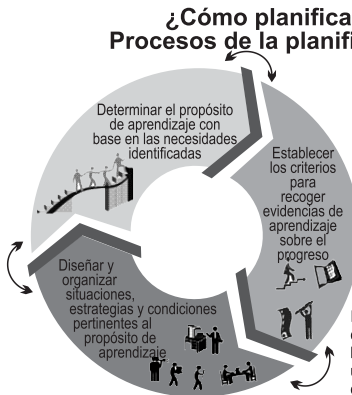 ¿Cómo planifica
Procesos de la planifi
Determinar el propósito
de aprendizaje con
base en las necesidades
identificadas
Establecer
los criterios
para
recoger
evidencias de
aprendizaje
sobre el
progreso
Diseñar y
organizar
situaciones,
estrategias y condiciones
pertinentes al
propósito de
aprendizaje